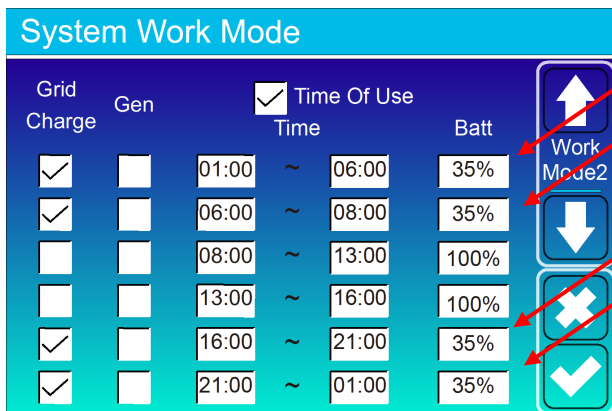 System Work Mode
Grid Charge
Gen
Time Of Use
Time
Batt
Work Mode2
01:00 ~ 06:00 35%
06:00 ~ 08:00 35%
08:00 ~ 13:00 100%
13:00 ~ 16:00 100%
16:00 ~ 21:00 35%
21:00 ~ 01:00 35%